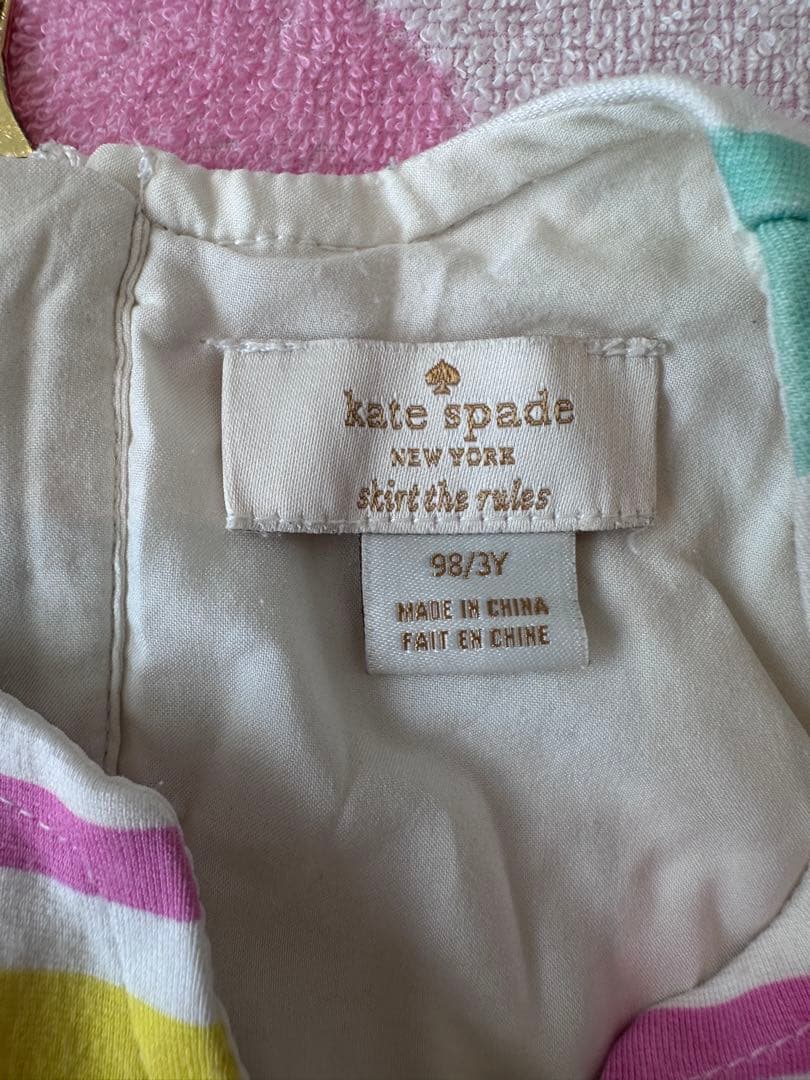 kate spade
NEW YORK
skirt the rules
98/3Y
MADE IN CHINA
FAIT EN CHINE